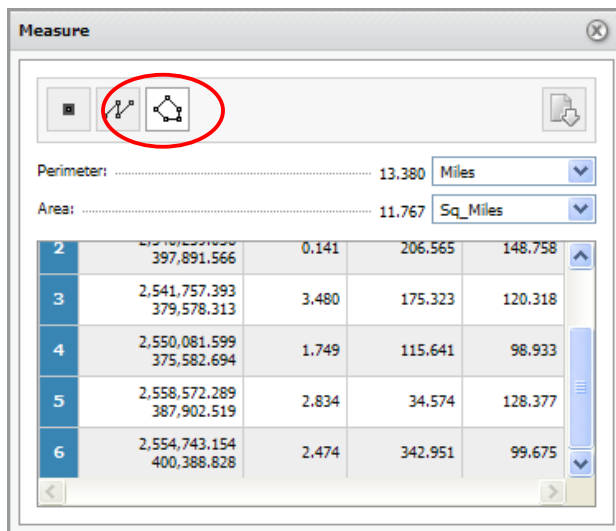 Measure
Perimeter: 13.380 Miles
Area: 11.767 Sq_Miles
2 397,891.566 0.141 206.565 148.758
3 2,541,757.393 3.480 175.323 120.318
379,578.313
4 2,550,081.599 1.749 115.641 98.933
375,582.694
5 2,558,572.289 2.834 34.574 128.377
387,902.519
6 2,554,743.154 2.474 342.951 99.675
400,388.828